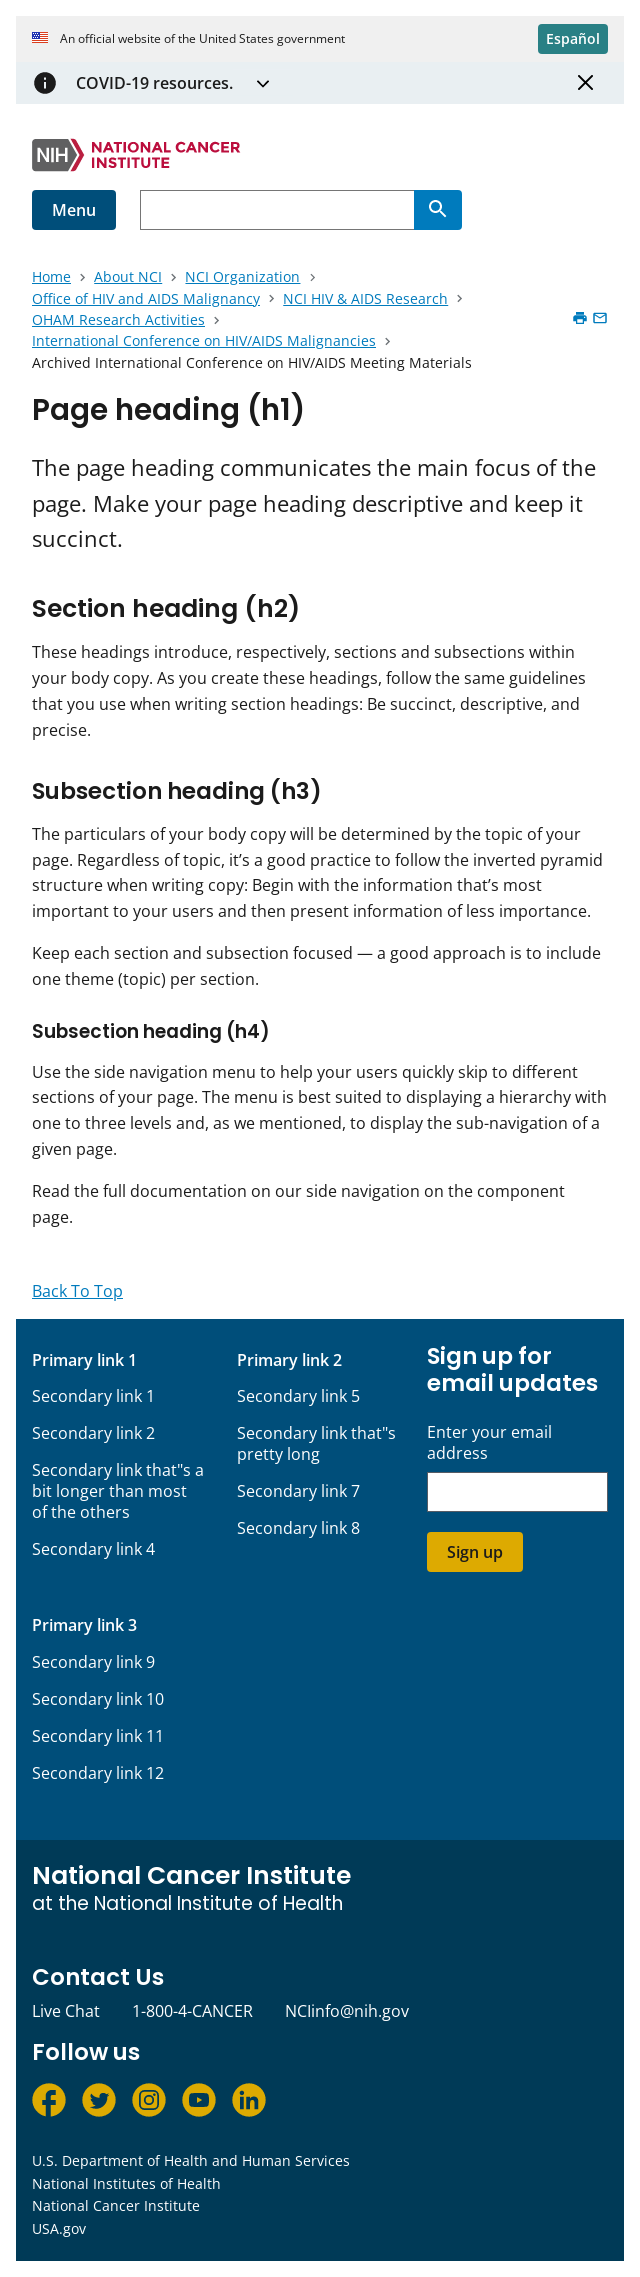 An official website of the United States government
Español
COVID-19 resources.
NIH NATIONAL CANCER
INSTITUTE
Menu
Home > About NCI > NCI Organization >
Office of HIV and AIDS Malignancy > NCI HIV & AIDS Research >
OHAM Research Activities >
International Conference on HIV/AIDS Malignancies >
Archived International Conference on HIV/AIDS Meeting Materials
Page heading (h1)
The page heading communicates the main focus of the
page. Make your page heading descriptive and keep it
succinct.
Section heading (h2)
These headings introduce, respectively, sections and subsections within
your body copy. As you create these headings, follow the same guidelines
that you use when writing section headings: Be succinct, descriptive, and
precise.
Subsection heading (h3)
The particulars of your body copy will be determined by the topic of your
page. Regardless of topic, it’s a good practice to follow the inverted pyramid
structure when writing copy: Begin with the information that’s most
important to your users and then present information of less importance.
Keep each section and subsection focused — a good approach is to include
one theme (topic) per section.
Subsection heading (h4)
Use the side navigation menu to help your users quickly skip to different
sections of your page. The menu is best suited to displaying a hierarchy with
one to three levels and, as we mentioned, to display the sub-navigation of a
given page.
Read the full documentation on our side navigation on the component
page.
Back To Top
Primary link 1
Secondary link 1
Secondary link 2
Secondary link that"s a
bit longer than most
of the others
Secondary link 4
Primary link 2
Secondary link 5
Secondary link that"s
pretty long
Secondary link 7
Secondary link 8
Sign up for
email updates
Enter your email
address
Sign up
Primary link 3
Secondary link 9
Secondary link 10
Secondary link 11
Secondary link 12
National Cancer Institute
at the National Institute of Health
Contact Us
Live Chat 1-800-4-CANCER NCIinfo@nih.gov
Follow us
U.S. Department of Health and Human Services
National Institutes of Health
National Cancer Institute
USA.gov